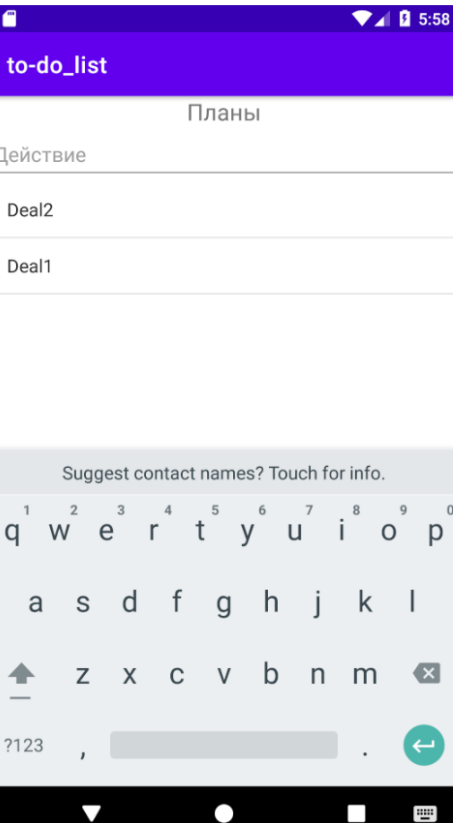 5:58
to-do_list
Планы
Действие
Deal2
Deal1
Suggest contact names? Touch for info.
1 2 3 4 5 6 7 8 9 0
q w e r t y u i o p
a s d f g h j k l
z x c v b n m
?123 , .